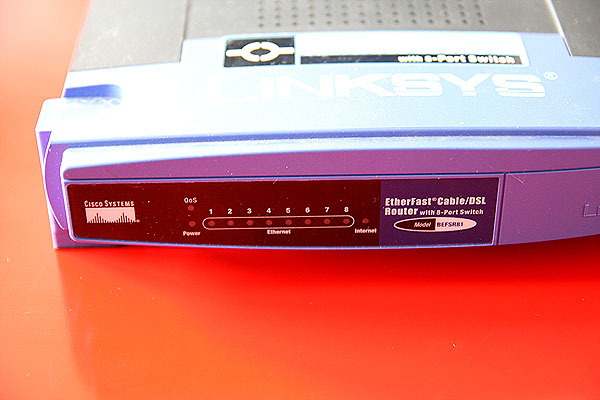 with 8-Port Switch
LINKSYS®
CISCO SYSTEMS
QoS
1 2 3 4 5 6 7 8
Power
Ethernet
Internet
EtherFast® Cable/DSL
Router with 8-Port Switch
Model BEFSR81